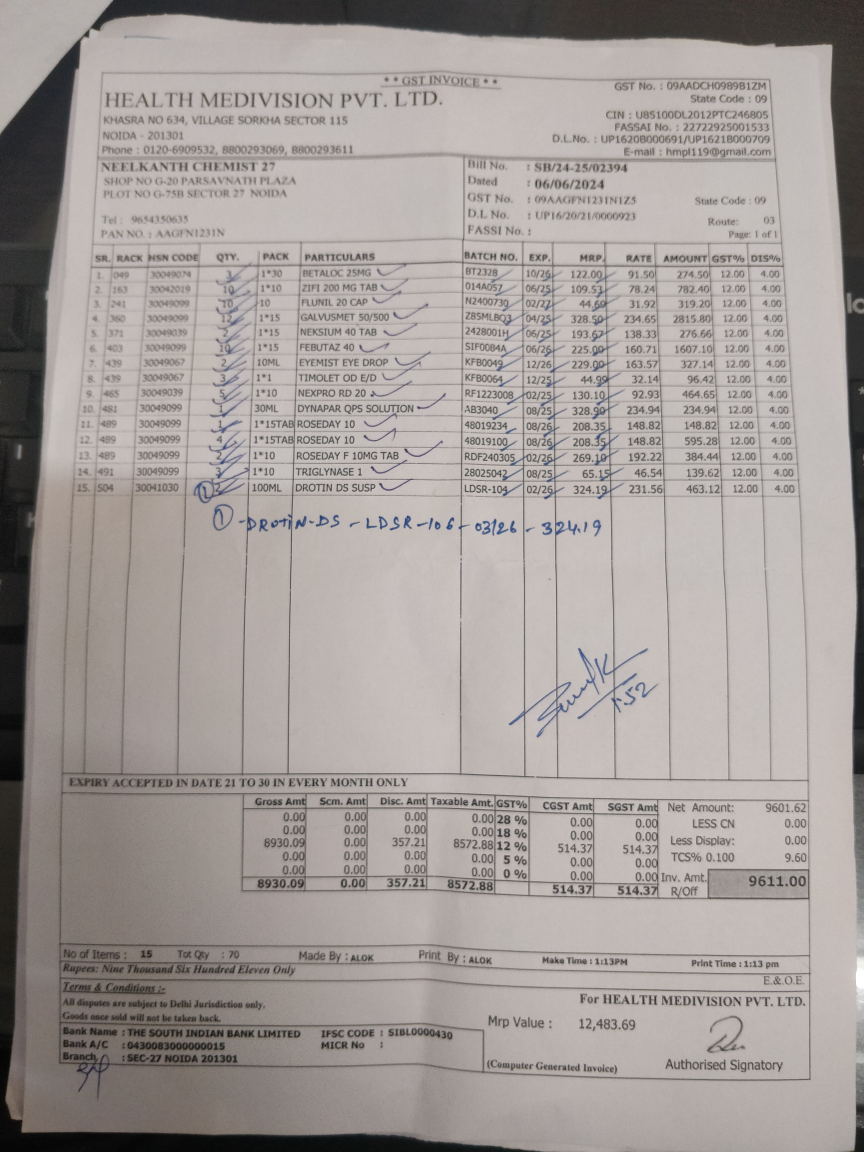 * * GST INVOICE * *
HEALTH MEDIVISION PVT. LTD.
KHASRA NO 634, VILLAGE SORKHA SECTOR 115
NOIDA - 201301
Phone : 0120-6909532, 8800293069, 8800293611
GST No. : 09AADCH0989B1ZM
State Code : 09
CIN : U85100DL2012PTC246805
FASSAI No. : 22722925001533
D.L.No. : UP1620B000691/UP1621B000709
E-mail : hmpl119@gmail.com
NEELKANTH CHEMIST 27
SHOP NO G-20 PARSAVNATH PLAZA
PLOT NO G-75B SECTOR 27 NOIDA
Tel : 9654350635
PAN NO. : AAGFN1231N
Bill No. : SB/24-25/02394
Dated : 06/06/2024
GST No. : 09AAGFN1231N1Z5 State Code : 09
D.L No. : UP16/20/21/0000923
Route: 03
FASSI No. :
Page: 1 of 1
SR. RACK HSN CODE QTY. PACK PARTICULARS BATCH NO. EXP. MRP. RATE AMOUNT GST% DIS%
1. 049 30049074 3 1*30 BETALOC 25MG BT2328 10/26 122.00 91.50 274.50 12.00 4.00
2. 163 30042019 10 1*10 ZIFI 200 MG TAB 014A057 06/25 109.53 78.24 782.40 12.00 4.00
3. 241 30049099 10 10 FLUNIL 20 CAP N2400730 02/27 44.69 31.92 319.20 12.00 4.00
4. 360 30049099 12 1*15 GALVUSMET 50/500 Z85MLBQ3 04/25 328.50 234.65 2815.80 12.00 4.00
5. 371 30049039 2 1*15 NEKSIUM 40 TAB 2428001H 06/25 193.67 138.33 276.66 12.00 4.00
6. 403 30049099 10 1*15 FEBUTAZ 40 SIF0084A 06/26 225.00 160.71 1607.10 12.00 4.00
7. 439 30049067 2 10ML EYEMIST EYE DROP KFB0049 12/26 229.00 163.57 327.14 12.00 4.00
8. 439 30049067 3 1*1 TIMOLET OD E/D KFB0064 12/25 44.99 32.14 96.42 12.00 4.00
9. 465 30049039 5 1*10 NEXPRO RD 20 RF1223008 02/25 130.10 92.93 464.65 12.00 4.00
10. 481 30049099 1 30ML DYNAPAR QPS SOLUTION AB3040 08/25 328.90 234.94 234.94 12.00 4.00
11. 489 30049099 1 1*15TAB ROSEDAY 10 48019234 08/26 208.35 148.82 148.82 12.00 4.00
12. 489 30049099 4 1*15TAB ROSEDAY 10 48019100 08/26 208.35 148.82 595.28 12.00 4.00
13. 489 30049099 2 1*10 ROSEDAY F 10MG TAB RDF240305 02/26 269.10 192.22 384.44 12.00 4.00
14. 491 30049099 3 1*10 TRIGLYNASE 1 28025042 08/25 65.15 46.54 139.62 12.00 4.00
15. 504 30041030 2 100ML DROTIN DS SUSP LDSR-104 02/26 324.19 231.56 463.12 12.00 4.00
① - DROTIN-DS - LDSR-106 - 03/26 - 324.19
1:52
EXPIRY ACCEPTED IN DATE 21 TO 30 IN EVERY MONTH ONLY
Gross Amt Scm. Amt Disc. Amt Taxable Amt. GST% CGST Amt SGST Amt
0.00 0.00 0.00 0.00 28 % 0.00 0.00
0.00 0.00 0.00 0.00 18 % 0.00 0.00
8930.09 0.00 357.21 8572.88 12 % 514.37 514.37
0.00 0.00 0.00 0.00 5 % 0.00 0.00
0.00 0.00 0.00 0.00 0 % 0.00 0.00
8930.09 0.00 357.21 8572.88 514.37 514.37
Net Amount: 9601.62
LESS CN 0.00
Less Display: 0.00
TCS% 0.100 9.60
Inv. Amt. 9611.00
R/Off
No of Items : 15 Tot Qty : 70 Made By : ALOK Print By : ALOK Make Time : 1:13PM Print Time : 1:13 pm
Rupees: Nine Thousand Six Hundred Eleven Only
E.& O.E.
Terms & Conditions :-
All disputes are subject to Delhi Jurisdiction only.
Goods once sold will not be taken back.
Bank Name : THE SOUTH INDIAN BANK LIMITED IFSC CODE : SIBL0000430
Bank A/C : 0430083000000015 MICR No :
Branch : SEC-27 NOIDA 201301
For HEALTH MEDIVISION PVT. LTD.
Mrp Value : 12,483.69
(Computer Generated Invoice)
Authorised Signatory